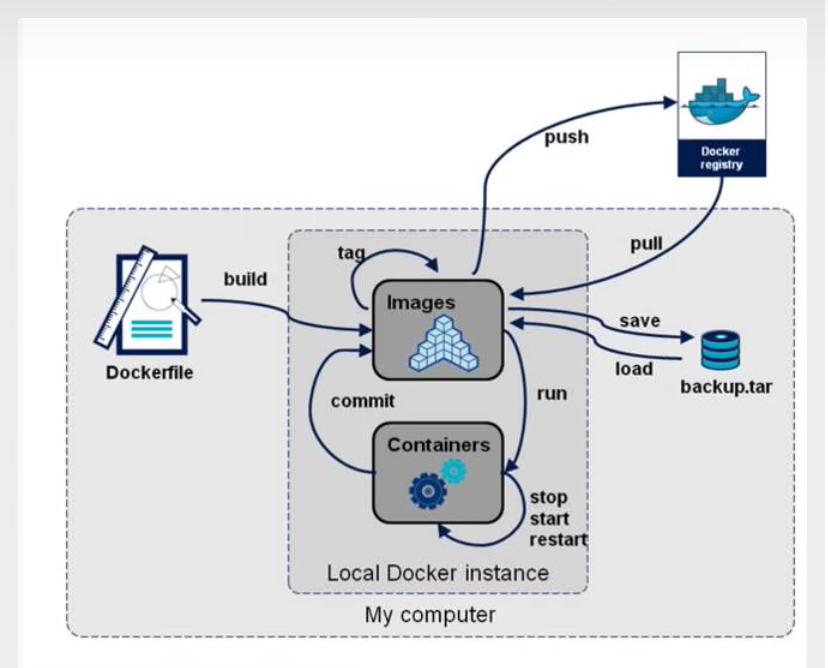 push
Docker
registry
tag
pull
build
Images
save
Dockerfile
load
backup.tar
commit
run
Containers
stop
start
restart
Local Docker instance
My computer